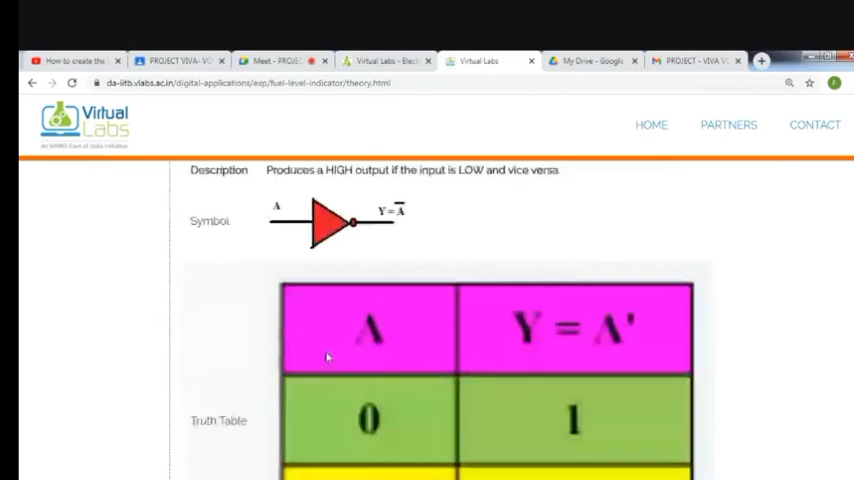 How to create the V
PROJECT VIVA- VO
Meet - PROJEC
Virtual Labs - Elect
Virtual Labs
My Drive - Google
PROJECT - VIVA VO
da-iitb.vlabs.ac.in/digital-applications/exp/fuel-level-indicator/theory.html
F
Virtual
Labs
An MHRD Govt of India Initiative
HOME
PARTNERS
CONTACT
Description
Produces a HIGH output if the input is LOW and vice versa.
Symbol
A
Y = A̅
A
Y = A'
Truth Table
0
1